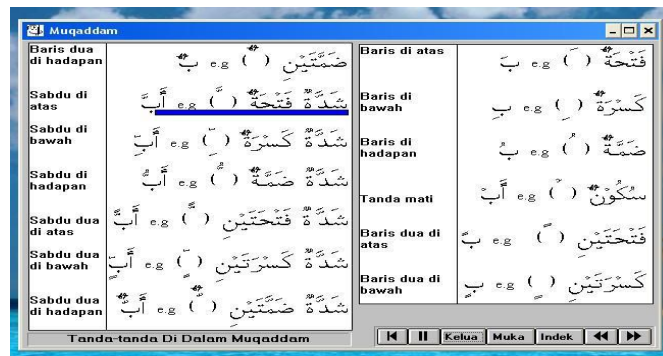 Muqaddam
Baris dua di hadapan ضَمَّتَيْنِ ( ٌ ) e.g بٌ
Sabdu di atas شَدَّةٌ فَتْحَةٌ ( َّ ) e.g أَبَّ
Sabdu di bawah شَدَّةٌ كَسْرَةٌ ( ِّ ) e.g أَبِّ
Sabdu di hadapan شَدَّةٌ ضَمَّةٌ ( ُّ ) e.g أَبُّ
Sabdu dua di atas شَدَّةٌ فَتْحَتَيْنِ ( ًّ ) e.g أَبًّ
Sabdu dua di bawah شَدَّةٌ كَسْرَتَيْنِ ( ٍّ ) e.g أَبٍّ
Sabdu dua di hadapan شَدَّةٌ ضَمَّتَيْنِ ( ٌّ ) e.g أَبٌّ
Baris di atas فَتْحَةٌ ( َ ) e.g بَ
Baris di bawah كَسْرَةٌ ( ِ ) e.g بِ
Baris di hadapan ضَمَّةٌ ( ُ ) e.g بُ
Tanda mati سُكُوْنٌ ( ْ ) e.g أَبْ
Baris dua di atas فَتْحَتَيْنِ ( ً ) e.g بً
Baris dua di bawah كَسْرَتَيْنِ ( ٍ ) e.g بٍ
Tanda-tanda Di Dalam Muqaddam
Kelua Muka Indek